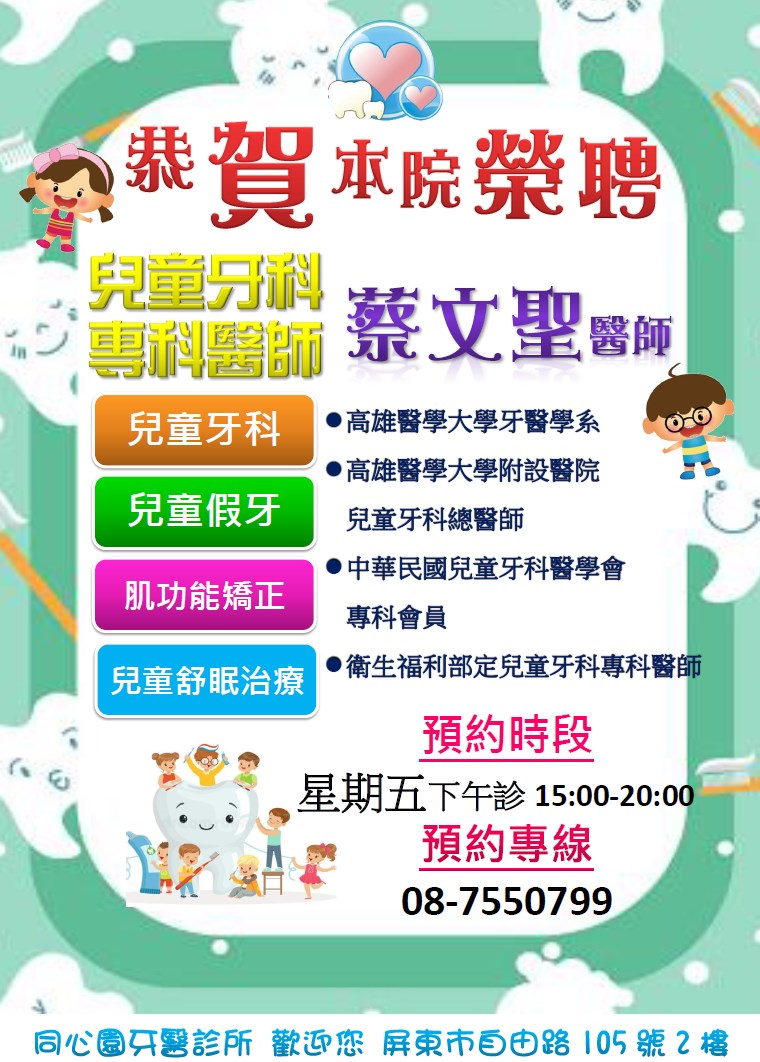 恭賀本院榮聘
兒童牙科
專科醫師
蔡文聖醫師
兒童牙科
兒童假牙
肌功能矯正
兒童舒眠治療
●高雄醫學大學牙醫學系
●高雄醫學大學附設醫院
兒童牙科總醫師
●中華民國兒童牙科醫學會
專科會員
●衛生福利部定兒童牙科專科醫師
預約時段
星期五下午診 15:00-20:00
預約專線
08-7550799
同心園牙醫診所 歡迎您 屏東市自由路105號2樓